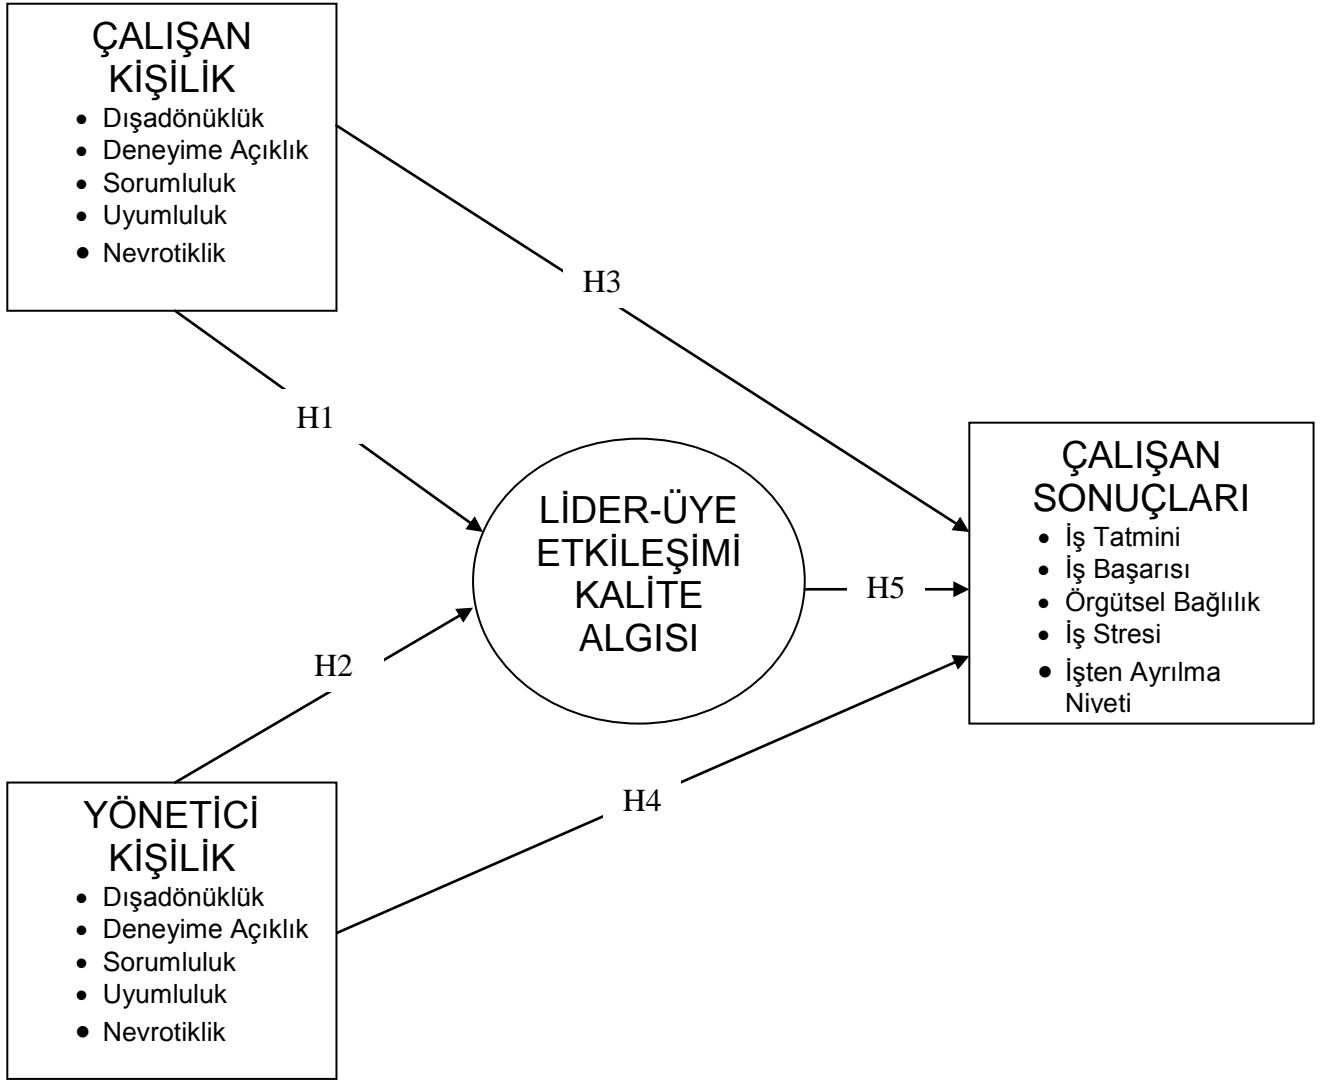 ÇALIŞAN
KİŞİLİK
• Dışadönüklük
• Deneyime Açıklık
• Sorumluluk
• Uyumluluk
• Nevrotiklik
H3
H1
LİDER-ÜYE
ETKİLEŞİMİ
KALİTE
ALGISI
H5
ÇALIŞAN
SONUÇLARI
• İş Tatmini
• İş Başarısı
• Örgütsel Bağlılık
• İş Stresi
• İşten Ayrılma
Niyeti
H2
H4
YÖNETİCİ
KİŞİLİK
• Dışadönüklük
• Deneyime Açıklık
• Sorumluluk
• Uyumluluk
• Nevrotiklik